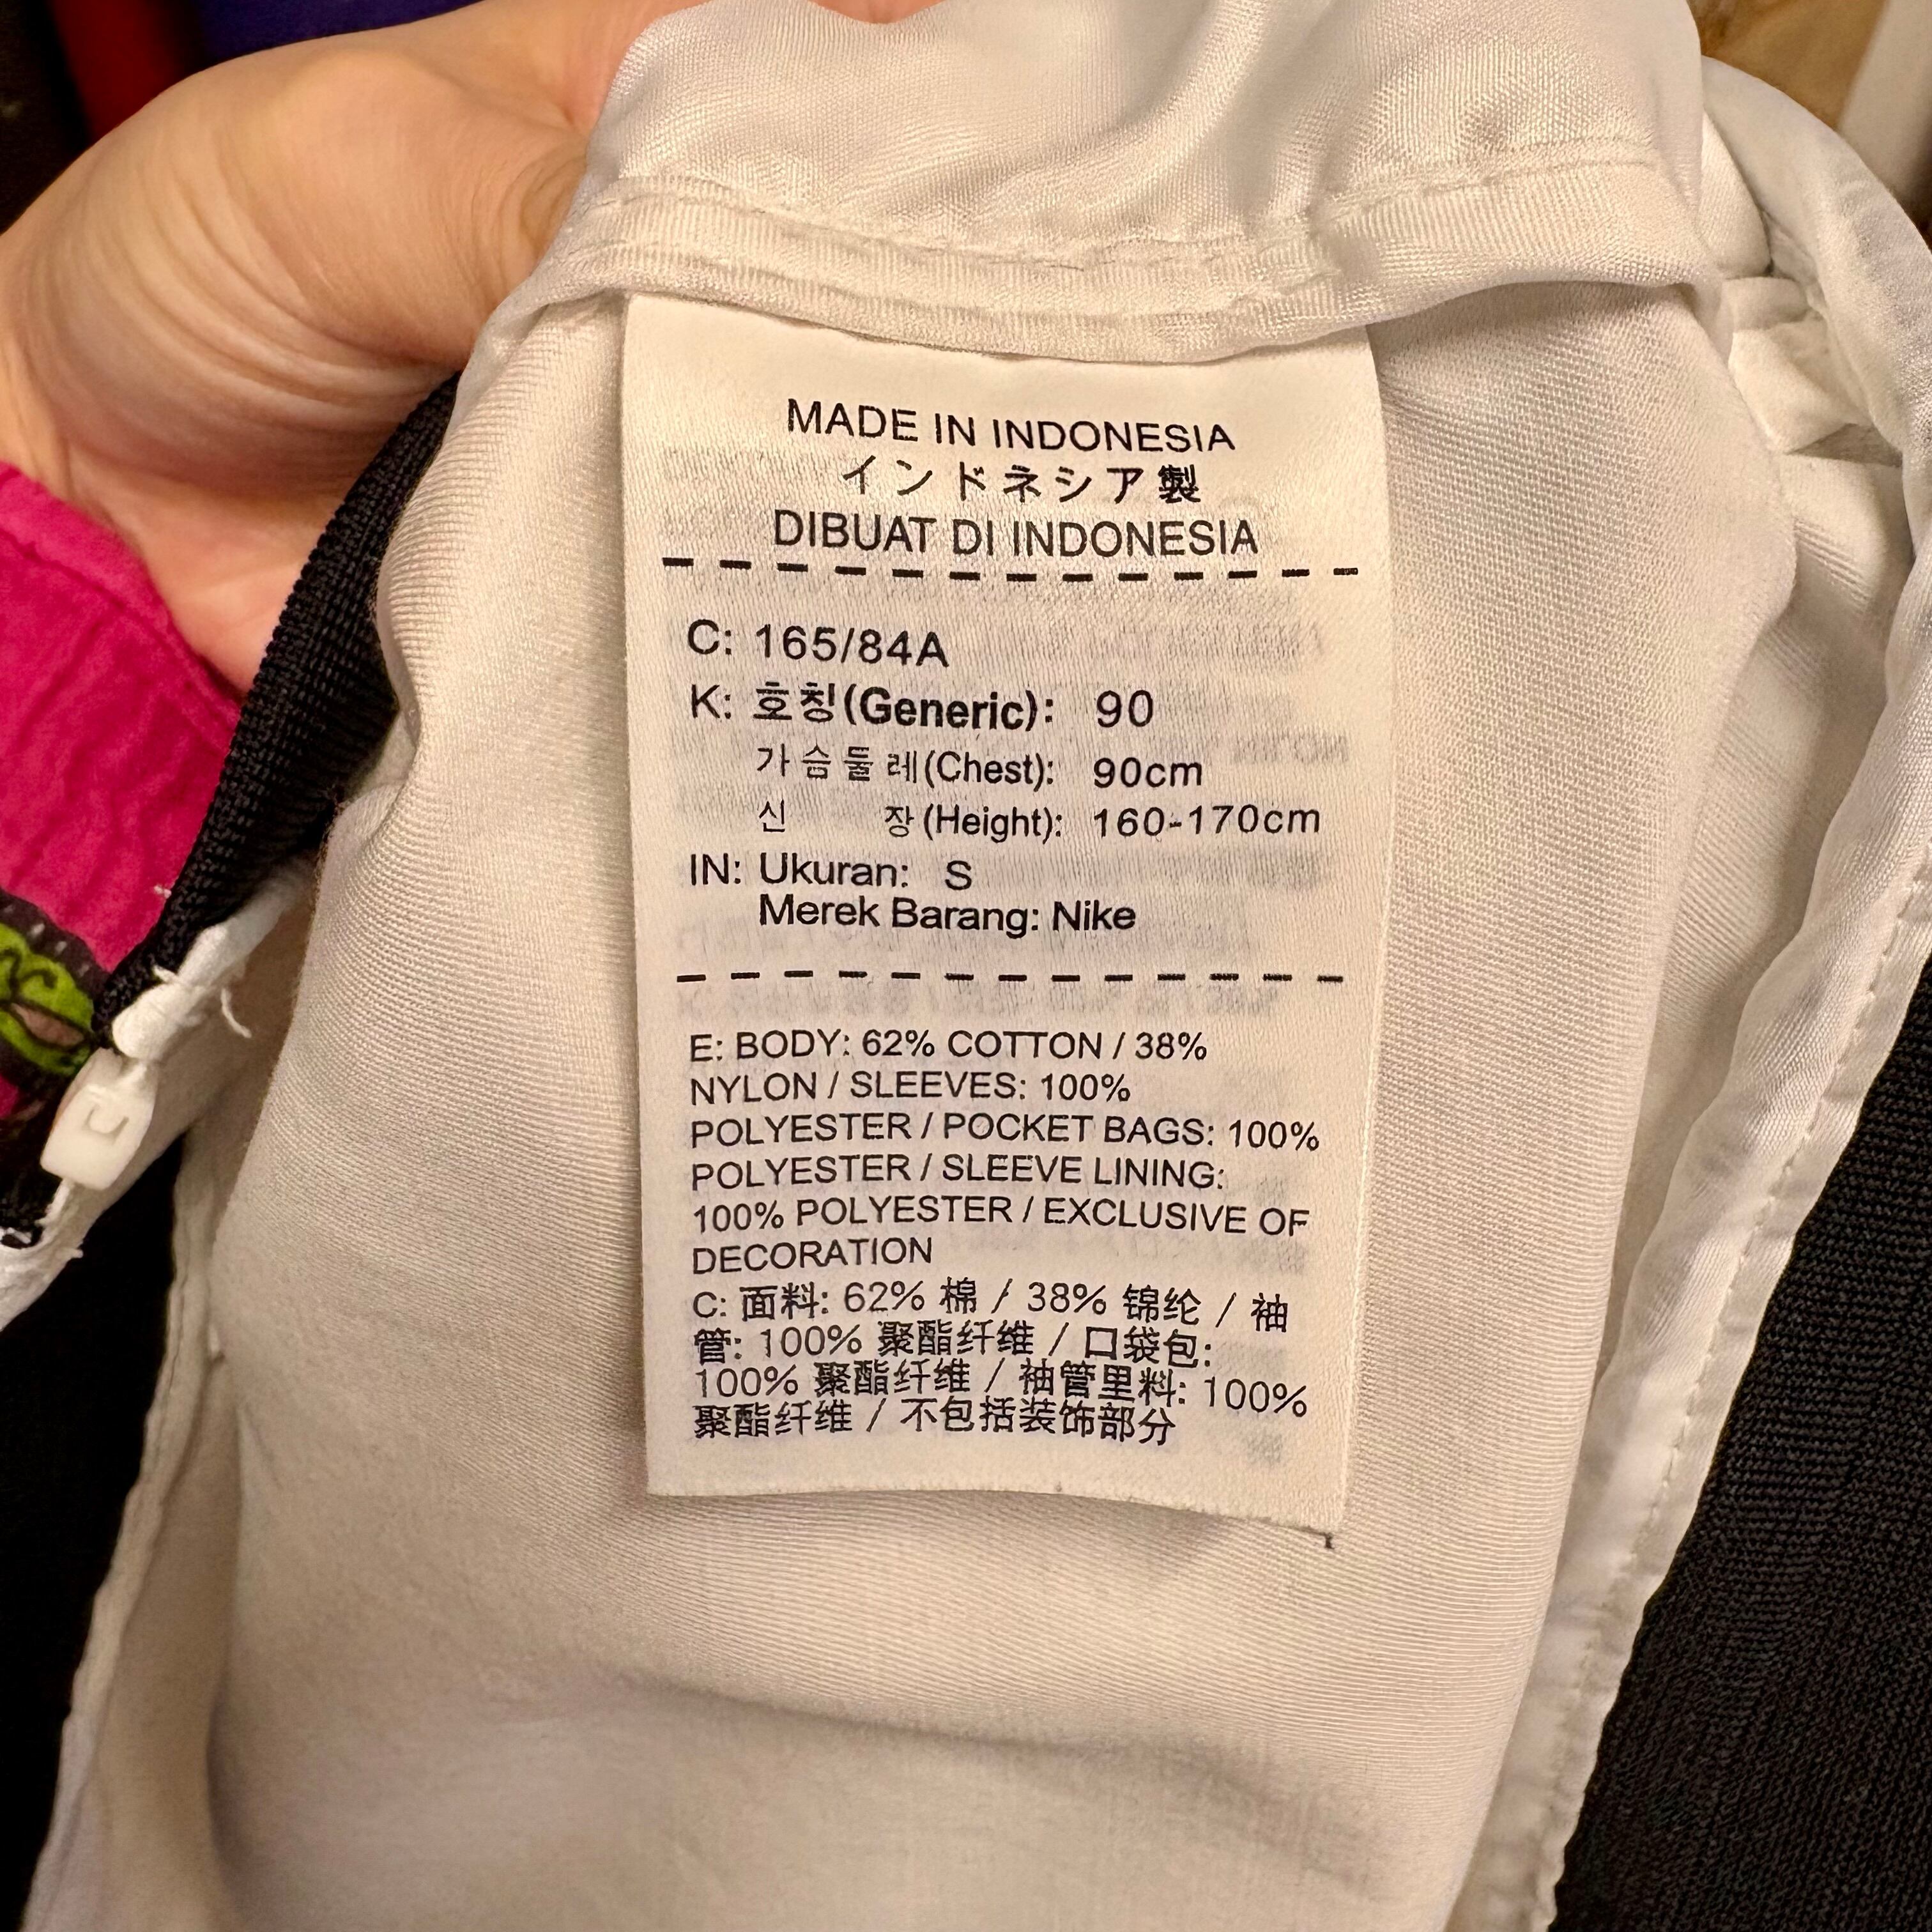 MADE IN INDONESIA
インドネシア製
DIBUAT DI INDONESIA
C: 165/84A
K: 호칭(Generic): 90
가슴둘레(Chest): 90cm
신 장(Height): 160-170cm
IN: Ukuran: S
Merek Barang: Nike
E: BODY: 62% COTTON / 38%
NYLON / SLEEVES: 100%
POLYESTER / POCKET BAGS: 100%
POLYESTER / SLEEVE LINING:
100% POLYESTER / EXCLUSIVE OF
DECORATION
C: 面料: 62% 棉 / 38% 锦纶 / 袖
管: 100% 聚酯纤维 / 口袋包:
100% 聚酯纤维 / 袖管里料: 100%
聚酯纤维 / 不包括装饰部分